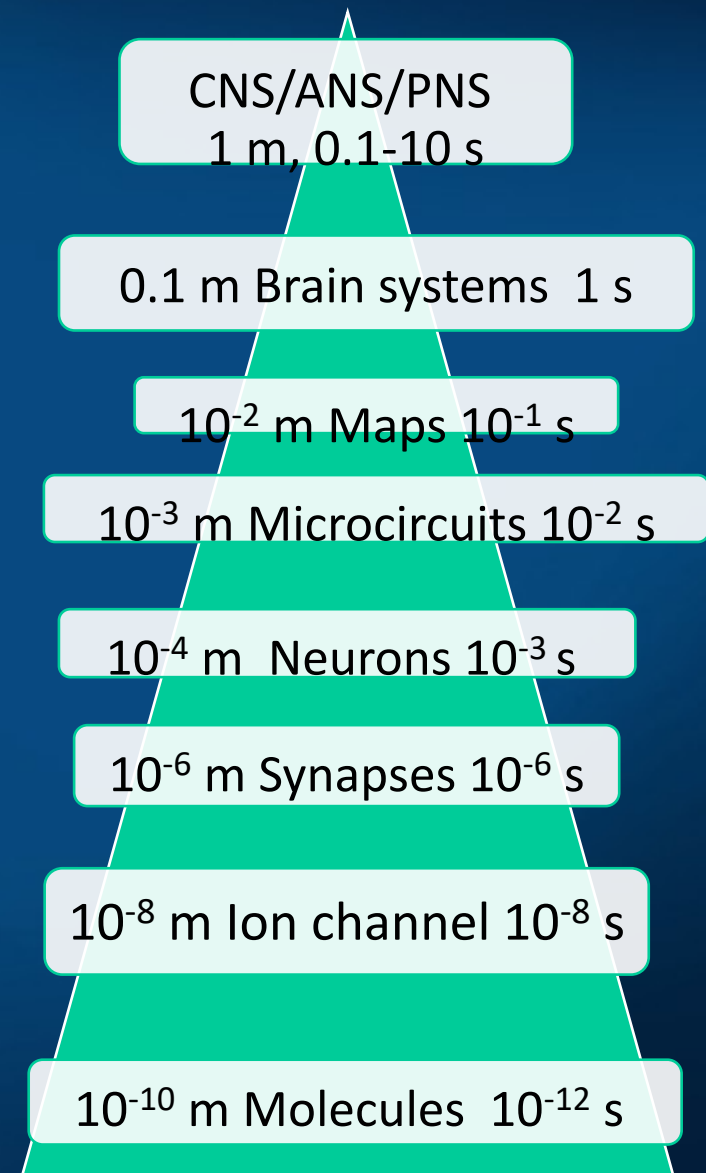 CNS/ANS/PNS
1 m, 0.1-10 s
0.1 m Brain systems 1 s
10⁻² m Maps 10⁻¹ s
10⁻³ m Microcircuits 10⁻² s
10⁻⁴ m Neurons 10⁻³ s
10⁻⁶ m Synapses 10⁻⁶ s
10⁻⁸ m Ion channel 10⁻⁸ s
10⁻¹⁰ m Molecules 10⁻¹² s